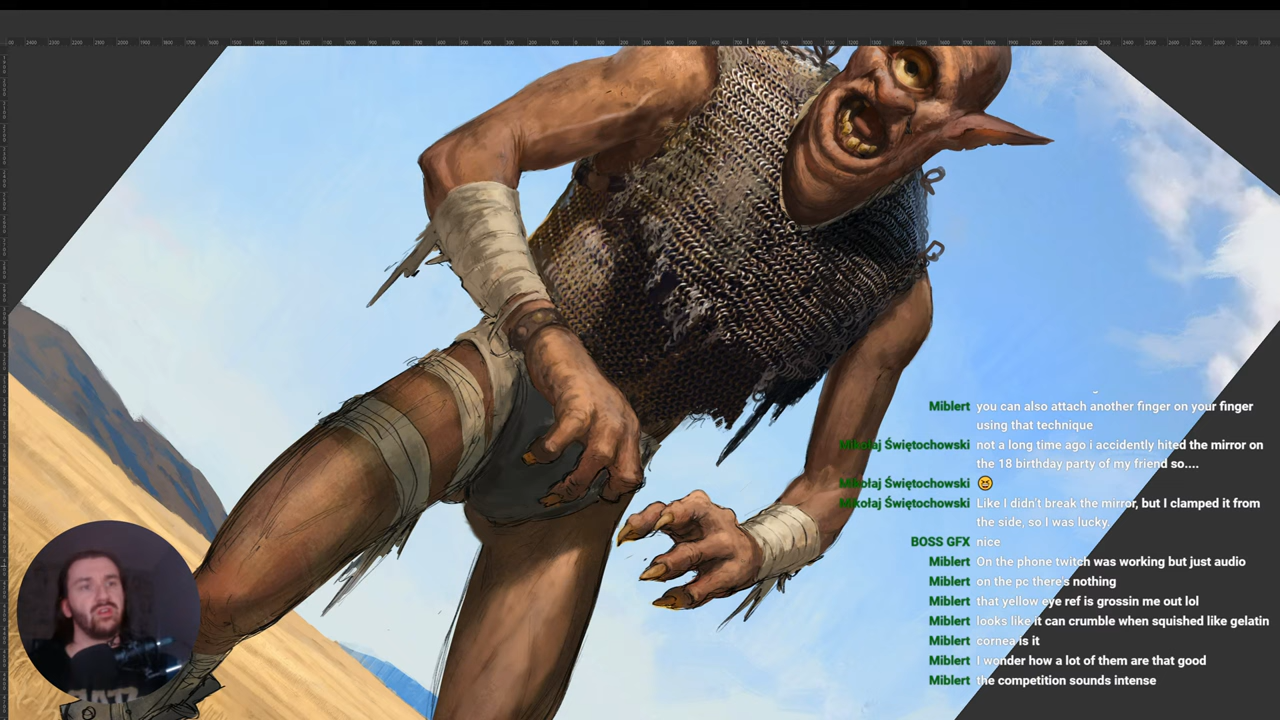 Miblert you can also attach another finger on your finger
using that technique
Mikołaj Świętochowski not a long time ago i accidently hited the mirror on
the 18 birthday party of my friend so....
Mikołaj Świętochowski 😆
Mikołaj Świętochowski Like I didn't break the mirror, but I clamped it from
the side, so I was lucky.
BOSS GFX nice
Miblert On the phone twitch was working but just audio
Miblert on the pc there's nothing
Miblert that yellow eye ref is grossin me out lol
Miblert looks like it can crumble when squished like gelatin
Miblert cornea is it
Miblert I wonder how a lot of them are that good
Miblert the competition sounds intense